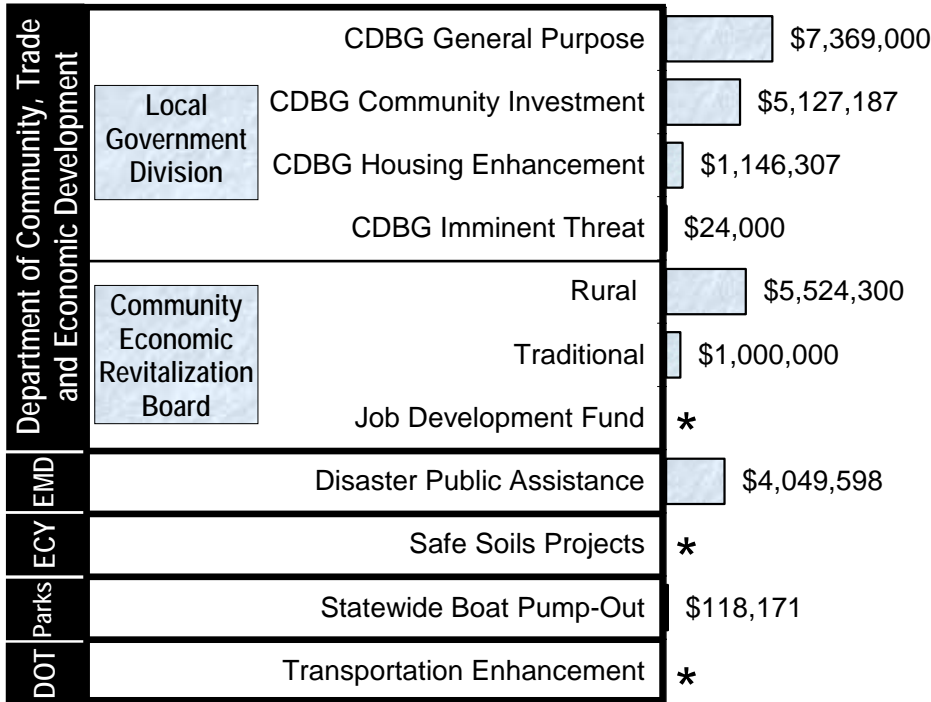 Department of Community, Trade
and Economic Development
Local
Government
Division
CDBG General Purpose $7,369,000
CDBG Community Investment $5,127,187
CDBG Housing Enhancement $1,146,307
CDBG Imminent Threat $24,000
Community
Economic
Revitalization
Board
Rural $5,524,300
Traditional $1,000,000
Job Development Fund *
EMD
Disaster Public Assistance $4,049,598
ECY
Safe Soils Projects *
Parks
Statewide Boat Pump-Out $118,171
DOT
Transportation Enhancement *